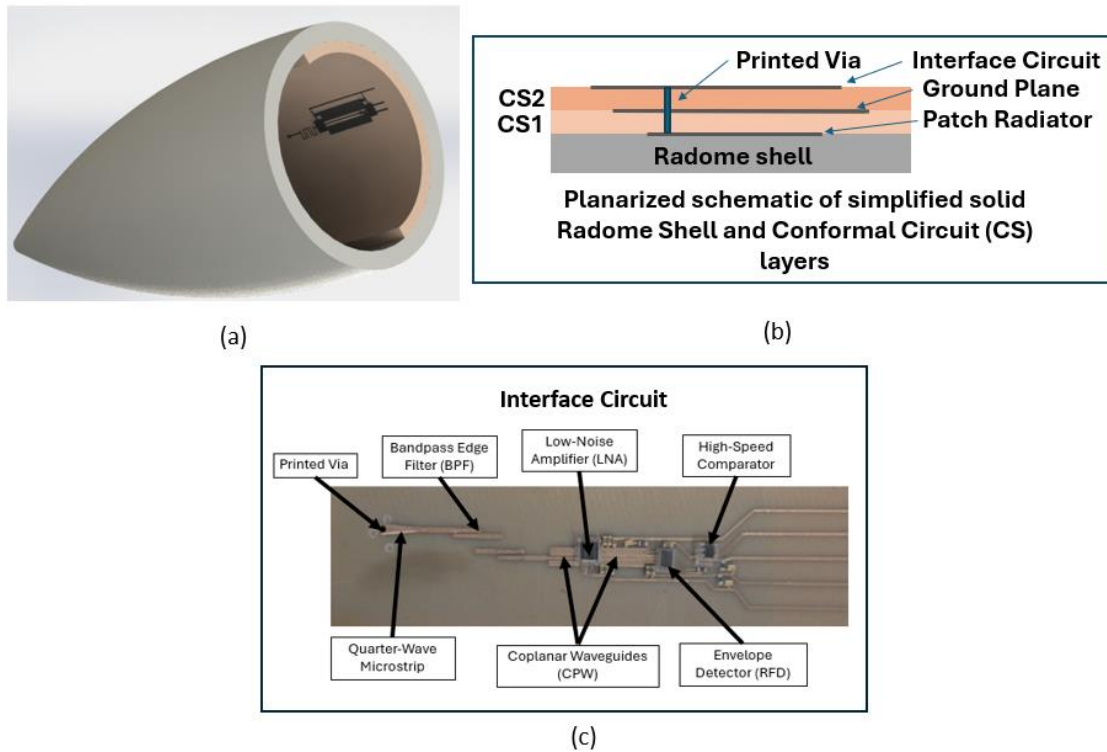 (a)
Printed Via
Interface Circuit
Ground Plane
Patch Radiator
CS2
CS1
Radome shell
Planarized schematic of simplified solid
Radome Shell and Conformal Circuit (CS)
layers
(b)
Interface Circuit
Printed Via
Bandpass Edge
Filter (BPF)
Low-Noise
Amplifier (LNA)
High-Speed
Comparator
Quarter-Wave
Microstrip
Coplanar Waveguides
(CPW)
Envelope
Detector (RFD)
(c)